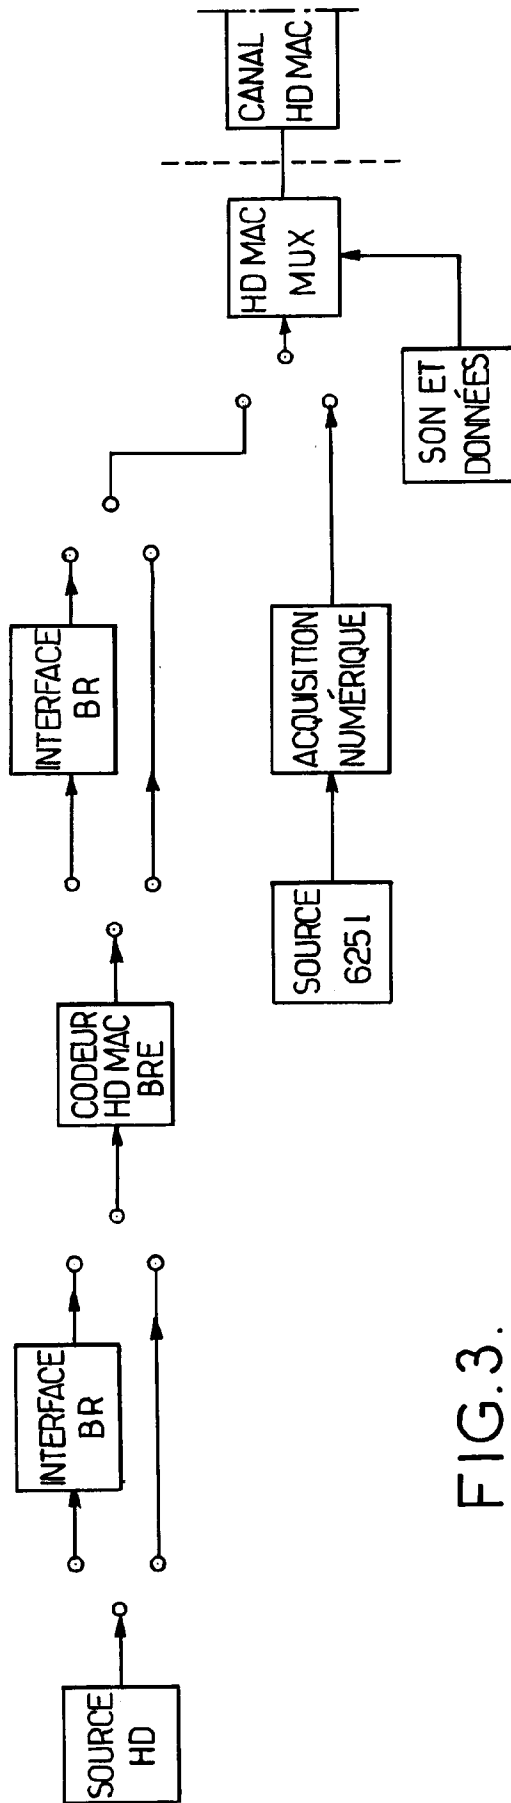 SOURCE
HD
INTERFACE
BR
CODEUR
HD MAC
BRE
INTERFACE
BR
SOURCE
625 l
ACQUISITION
NUMÉRIQUE
SON ET
DONNÉES
HD MAC
MUX
CANAL
HD MAC
FIG.3.